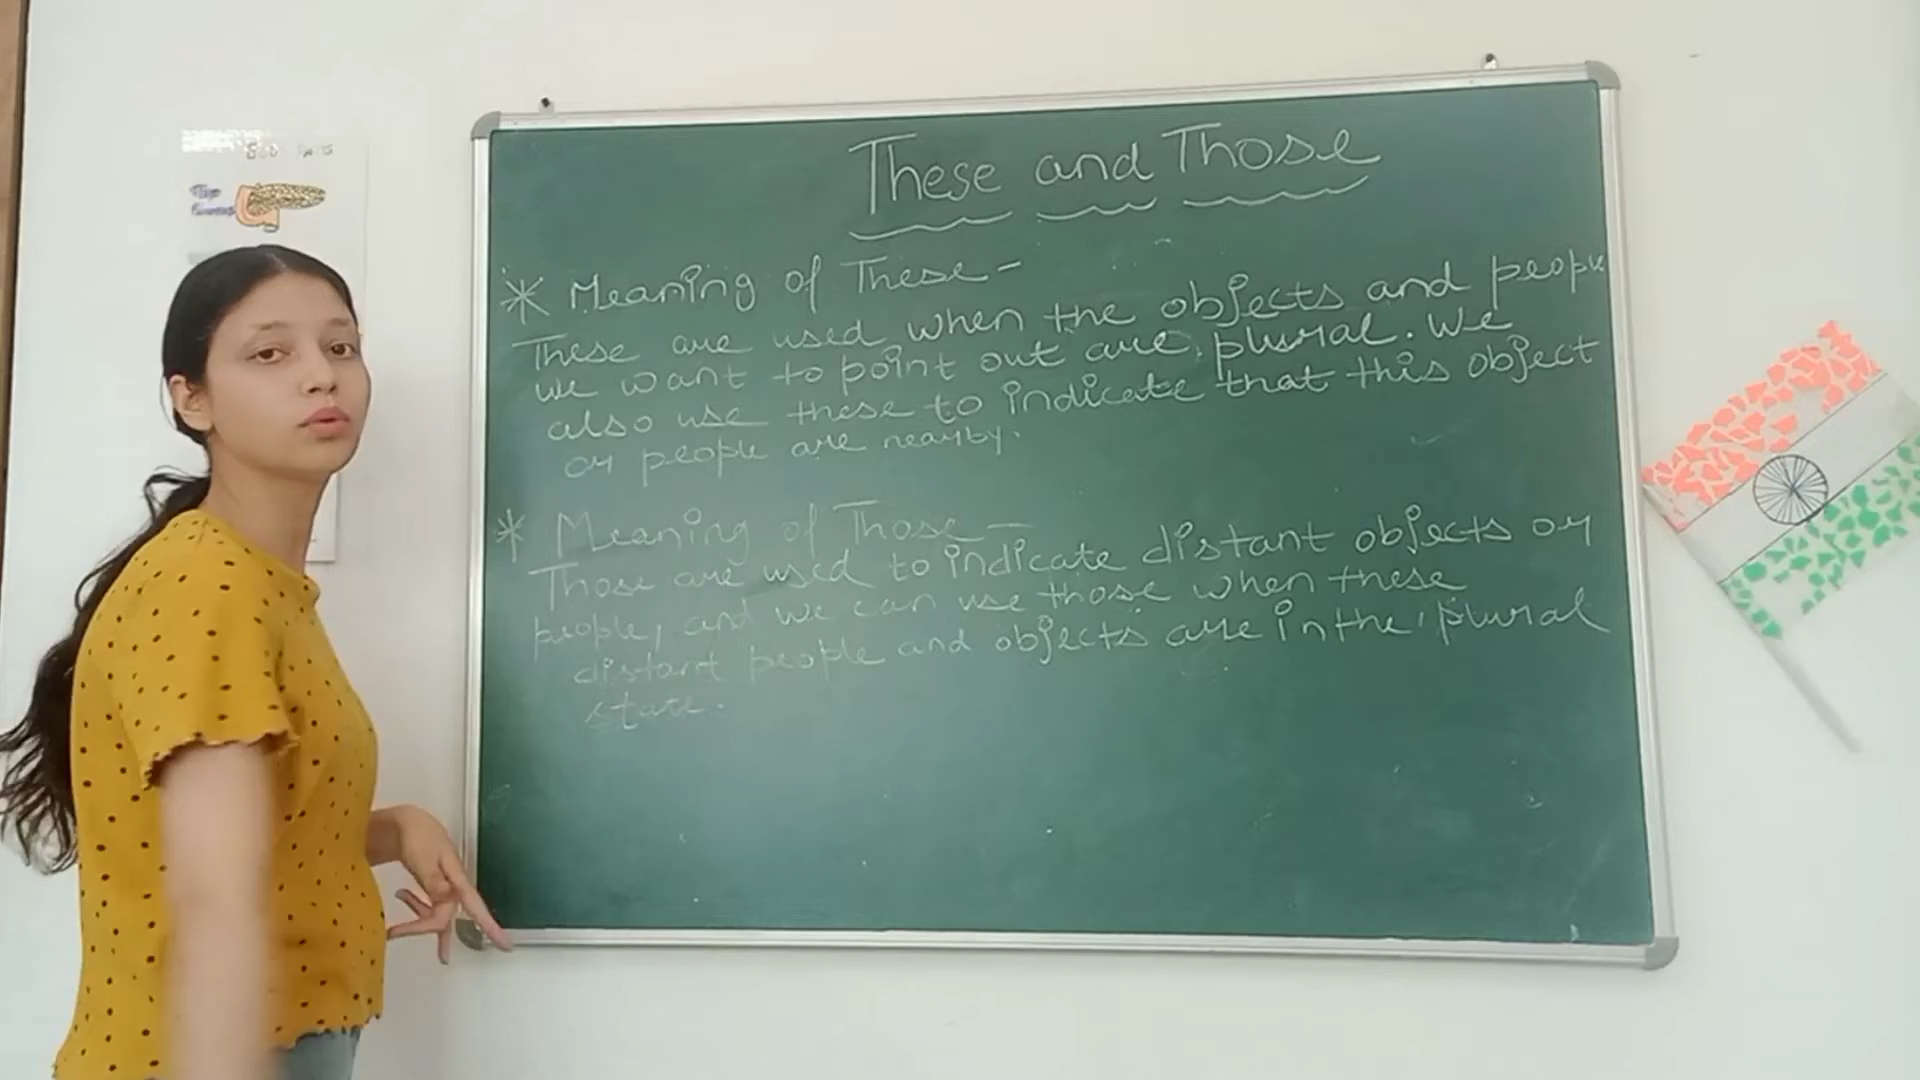 These and Those
* Meaning of These -
These are used when the objects and people
we want to point out are plural. We
also use these to indicate that this object
or people are nearby.
* Meaning of Those -
Those are used to indicate distant objects or
people, and we can use those when these
distant people and objects are in the plural
state.